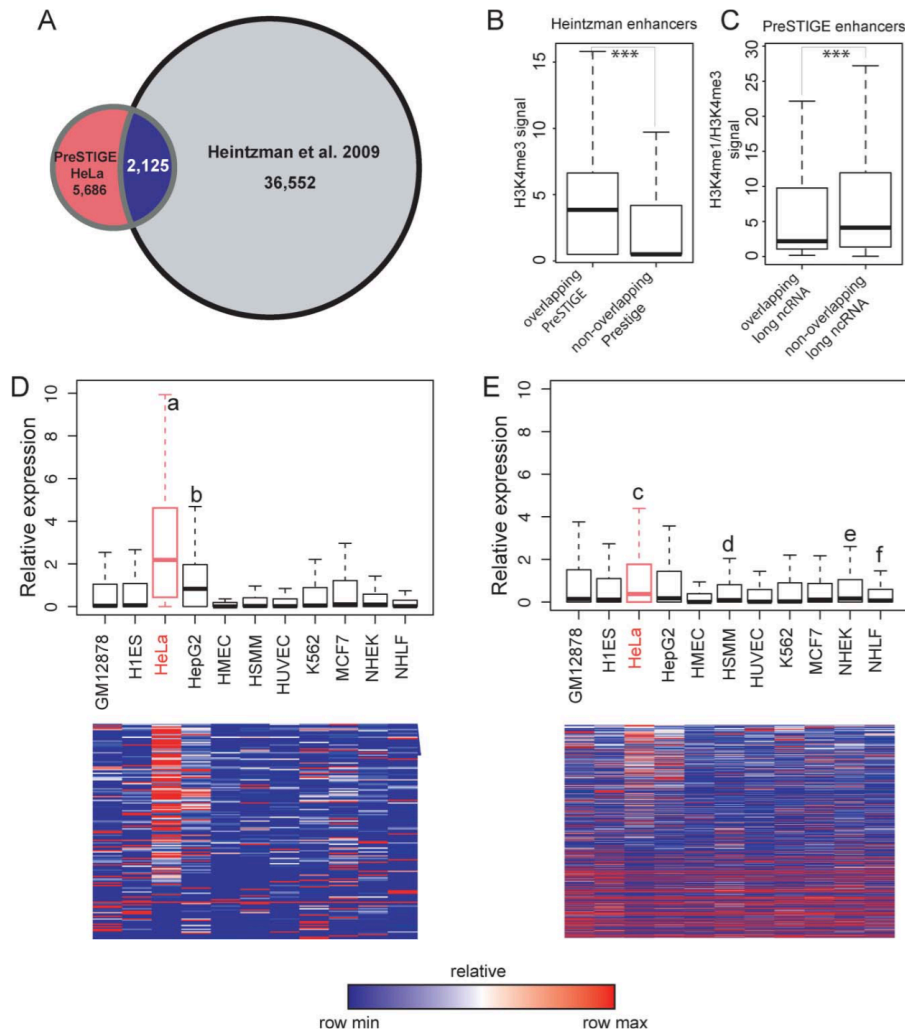 A
PreSTIGE
HeLa
5,686
2,125
Heintzman et al. 2009
36,552
B
Heintzman enhancers
***
H3K4me3 signal
15
10
5
0
overlapping
PreSTIGE
non-overlapping
Prestige
C
PreSTIGE enhancers
***
H3K4me1/H3K4me3
signal
30
25
20
15
10
5
0
overlapping
long ncRNA
non-overlapping
long ncRNA
D
Relative expression
10
8
6
4
2
0
a
b
GM12878
H1ES
HeLa
HepG2
HMEC
HSMM
HUVEC
K562
MCF7
NHEK
NHLF
E
Relative expression
10
8
6
4
2
0
c
d
e
f
GM12878
H1ES
HeLa
HepG2
HMEC
HSMM
HUVEC
K562
MCF7
NHEK
NHLF
relative
row min
row max